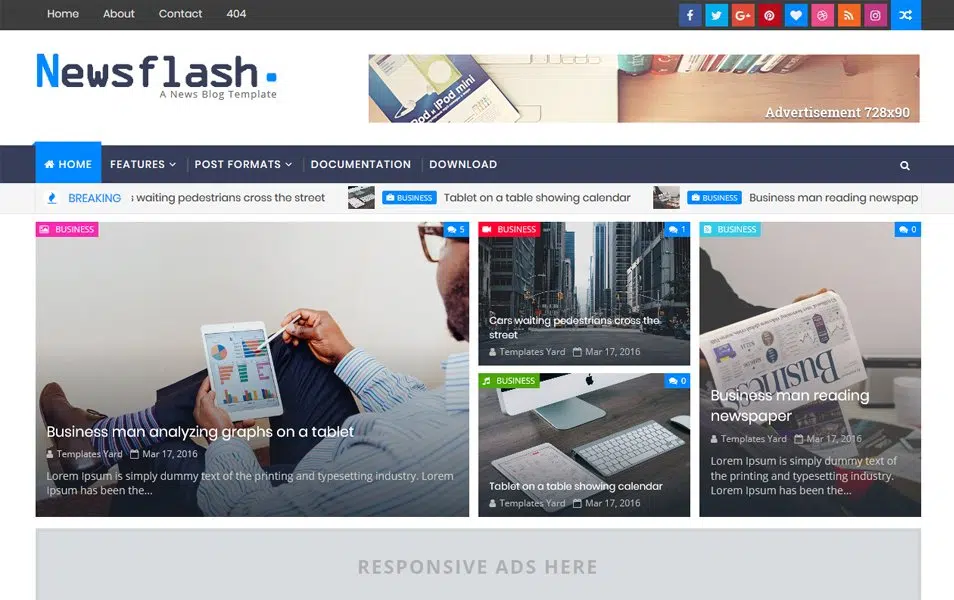 Home About Contact 404
Newsflash.
A News Blog Template
iPod & iPod mini
Advertisement 728x90
HOME FEATURES POST FORMATS DOCUMENTATION DOWNLOAD
BREAKING s waiting pedestrians cross the street BUSINESS Tablet on a table showing calendar BUSINESS Business man reading newspap
BUSINESS 5
Business man analyzing graphs on a tablet
Templates Yard Mar 17, 2016
Lorem Ipsum is simply dummy text of the printing and typesetting industry. Lorem
Ipsum has been the...
BUSINESS 1
Cars waiting pedestrians cross the
street
Templates Yard Mar 17, 2016
BUSINESS 0
Tablet on a table showing calendar
Templates Yard Mar 17, 2016
BUSINESS 0
Business
Business man reading
newspaper
Templates Yard Mar 17, 2016
Lorem Ipsum is simply dummy text of
the printing and typesetting industry.
Lorem Ipsum has been the...
RESPONSIVE ADS HERE